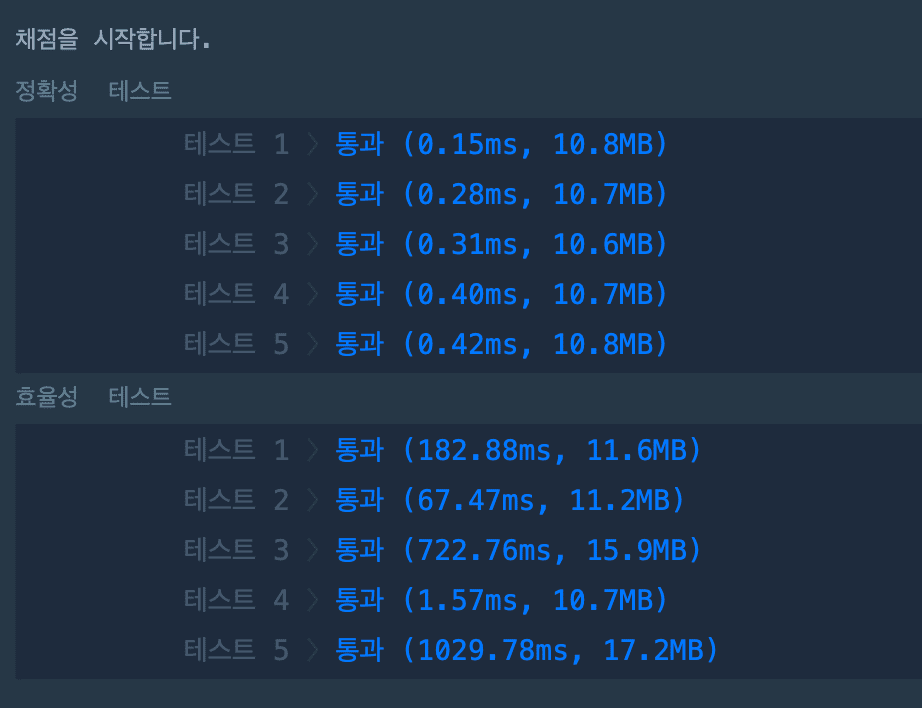 채점을 시작합니다.
정확성 테스트
테스트 1 〉 통과 (0.15ms, 10.8MB)
테스트 2 〉 통과 (0.28ms, 10.7MB)
테스트 3 〉 통과 (0.31ms, 10.6MB)
테스트 4 〉 통과 (0.40ms, 10.7MB)
테스트 5 〉 통과 (0.42ms, 10.8MB)
효율성 테스트
테스트 1 〉 통과 (182.88ms, 11.6MB)
테스트 2 〉 통과 (67.47ms, 11.2MB)
테스트 3 〉 통과 (722.76ms, 15.9MB)
테스트 4 〉 통과 (1.57ms, 10.7MB)
테스트 5 〉 통과 (1029.78ms, 17.2MB)